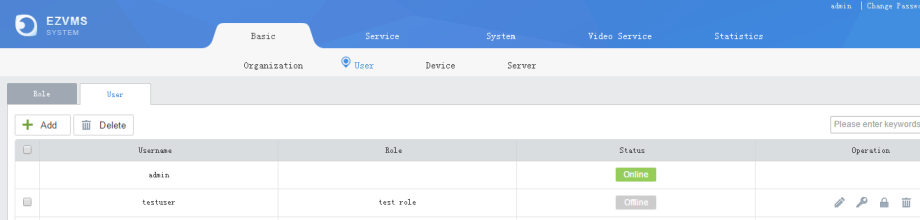 admin | Change Passw
EZVMS
SYSTEM
Basic Service System Video Service Statistics
Organization User Device Server
Role User
Add Delete Please enter keywords
Username Role Status Operation
admin Online
testuser test role Offline